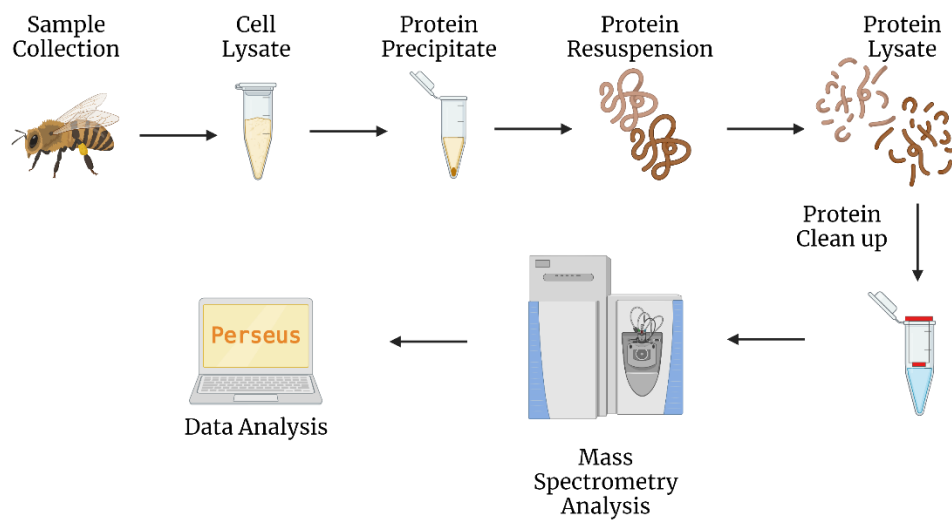 Sample
Collection
Cell
Lysate
Protein
Precipitate
Protein
Resuspension
Protein
Lysate
Protein
Clean up
Perseus
Data Analysis
Mass
Spectrometry
Analysis